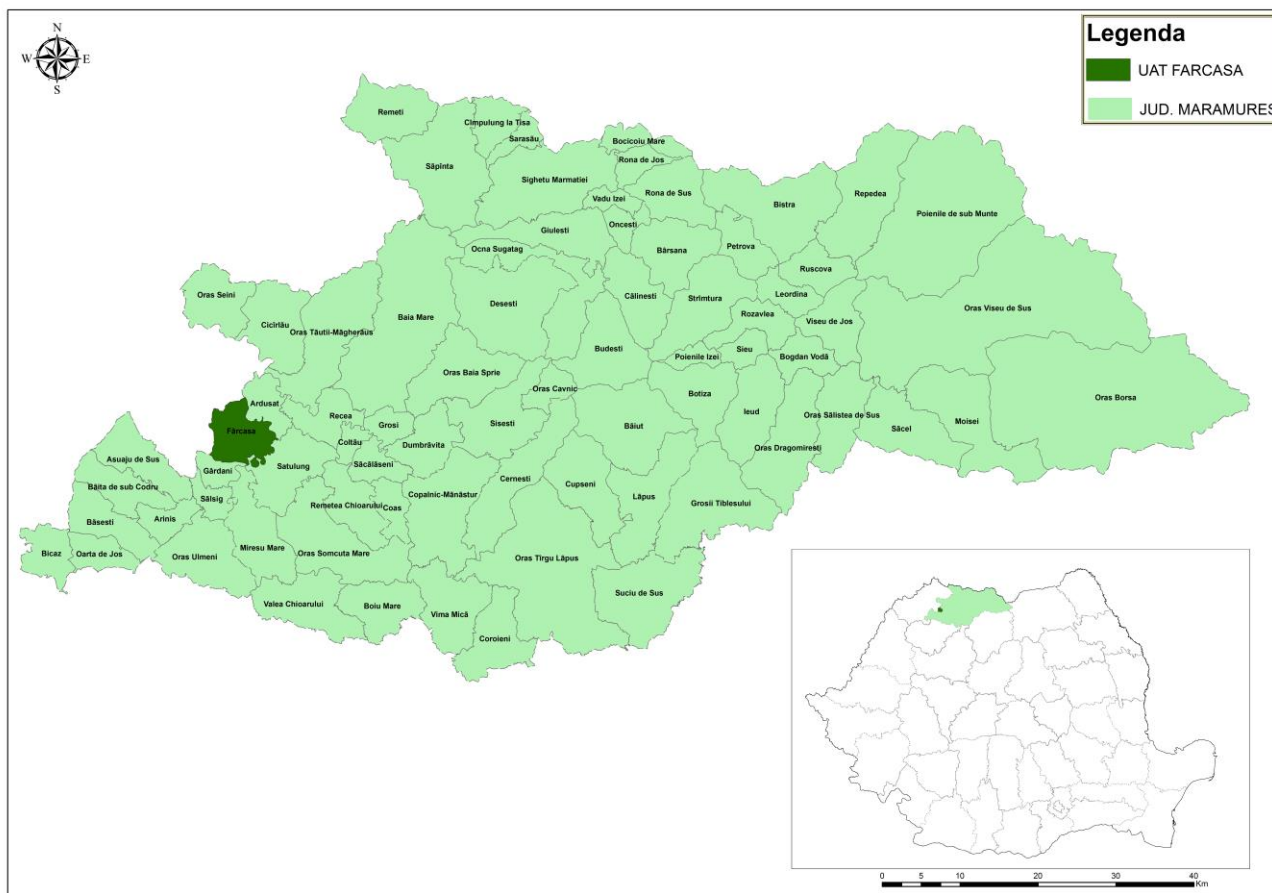 N
W E
S
Legenda
UAT FARCASA
JUD. MARAMURES
Remeti
Cîmpulung la Tisa
Sarasău
Bocicoiu Mare
Rona de Jos
Săpînta
Sighetu Marmatiei
Rona de Sus
Vadu Izei
Bistra
Repedea
Poienile de sub Munte
Oncesti
Giulesti
Ocna Sugatag
Bârsana
Petrova
Ruscova
Oras Seini
Cicîrlău
Oras Tăutii-Măgherăus
Baia Mare
Desesti
Călinesti
Strîmtura
Leordina
Rozavlea
Viseu de Jos
Oras Viseu de Sus
Budesti
Poienile Izei
Sieu
Bogdan Vodă
Oras Baia Sprie
Oras Cavnic
Botiza
Ieud
Oras Săliste de Sus
Săcel
Moisei
Oras Borsa
Ardusat
Fărcasa
Recea
Grosi
Coltău
Dumbrăvita
Sisesti
Băiut
Oras Dragomiresti
Asuaju de Sus
Gârdani
Satulung
Săcălăseni
Băita de sub Codru
Sălsig
Remetea Chioarului
Coas
Copalnic-Mănăstur
Cernesti
Cupseni
Lăpus
Grosii Tiblesului
Băsesti
Arinis
Bicaz
Oarta de Jos
Oras Ulmeni
Miresu Mare
Oras Somcuta Mare
Oras Tîrgu Lăpus
Suciu de Sus
Valea Chioarului
Boiu Mare
Vima Mică
Coroieni
0 5 10 20 30 40
Km